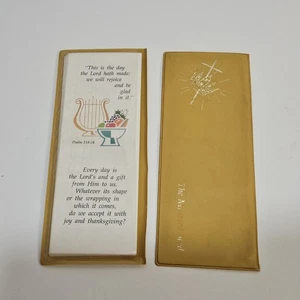 "This is the day
the Lord hath made:
we will rejoice
and be
glad
in it."
Psalm 118:24
Every day is
the Lord's and a gift
from Him to us.
Whatever its shape
or the wrapping in
which it comes,
do we accept it with
joy and thanksgiving?